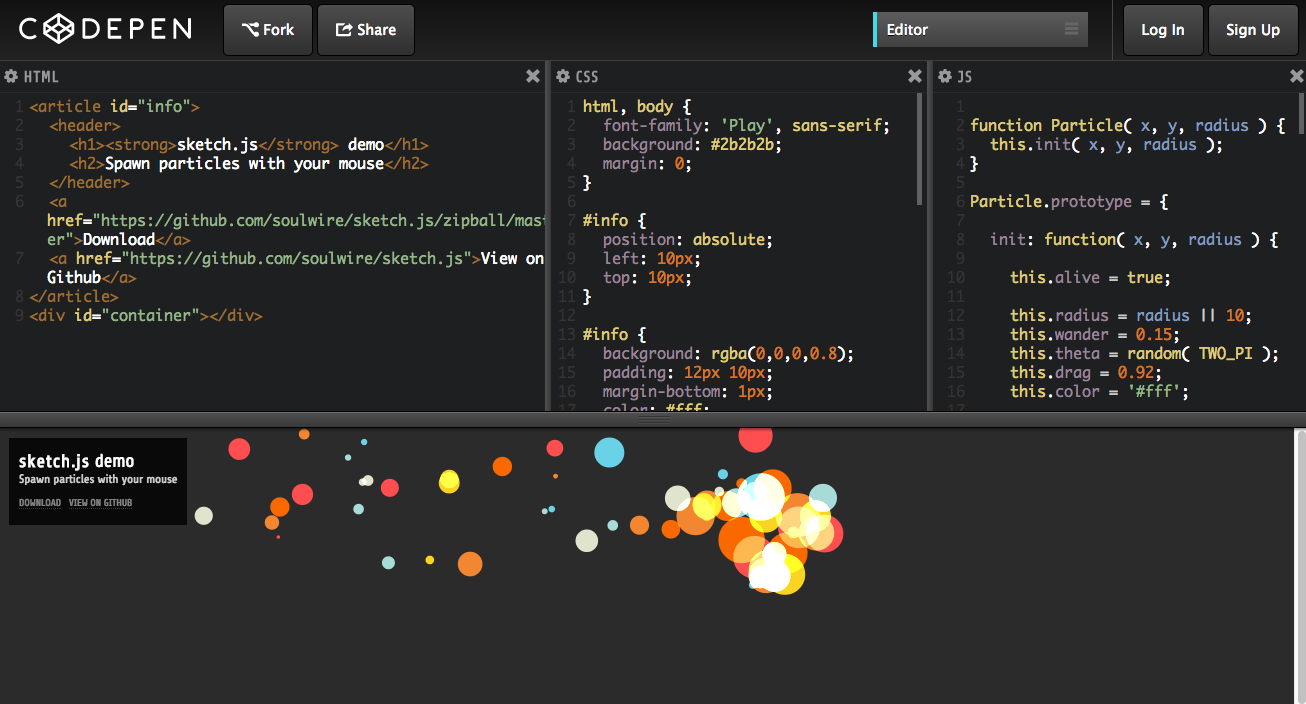 CODEPEN
Fork
Share
Editor
Log In
Sign Up
HTML
1 <article id="info">
2 <header>
3 <h1><strong>sketch.js</strong> demo</h1>
4 <h2>Spawn particles with your mouse</h2>
5 </header>
6 <a
href="https://github.com/soulwire/sketch.js/zipball/mast
er">Download</a>
7 <a href="https://github.com/soulwire/sketch.js">View on
Github</a>
8 </article>
9 <div id="container"></div>
CSS
1 html, body {
2 font-family: 'Play', sans-serif;
3 background: #2b2b2b;
4 margin: 0;
5 }
6
7 #info {
8 position: absolute;
9 left: 10px;
10 top: 10px;
11 }
12
13 #info {
14 background: rgba(0,0,0,0.8);
15 padding: 12px 10px;
16 margin-bottom: 1px;
17 color: #fff;
JS
1
2 function Particle( x, y, radius ) {
3 this.init( x, y, radius );
4 }
5
6 Particle.prototype = {
7
8 init: function( x, y, radius ) {
9
10 this.alive = true;
11
12 this.radius = radius || 10;
13 this.wander = 0.15;
14 this.theta = random( TWO_PI );
15 this.drag = 0.92;
16 this.color = '#fff';
17
sketch.js demo
Spawn particles with your mouse
DOWNLOAD VIEW ON GITHUB